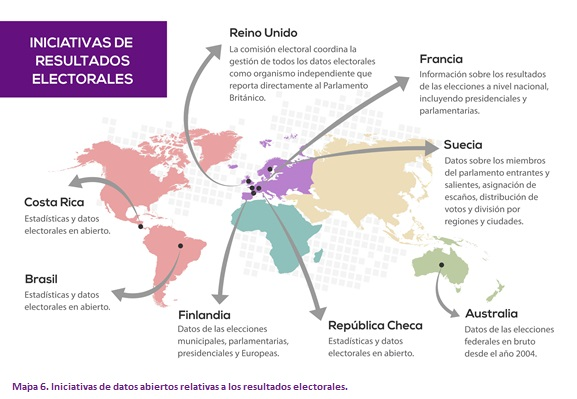 INICIATIVAS DE
RESULTADOS
ELECTORALES
Reino Unido
La comisión electoral coordina la
gestión de todos los datos electorales
como organismo independiente que
reporta directamente al Parlamento
Británico.
Francia
Información sobre los resultados
de las elecciones a nivel nacional,
incluyendo presidenciales y
parlamentarias.
Suecia
Datos sobre los miembros
del parlamento entrantes y
salientes, asignación de
escaños, distribución de
votos y división por
regiones y ciudades.
Costa Rica
Estadísticas y datos
electorales en abierto.
Brasil
Estadísticas y datos
electorales en abierto.
Finlandia
Datos de las elecciones
municipales, parlamentarias,
presidenciales y Europeas.
República Checa
Estadísticas y datos
electorales en abierto.
Australia
Datos de las elecciones
federales en bruto
desde el año 2004.
Mapa 6. Iniciativas de datos abiertos relativas a los resultados electorales.